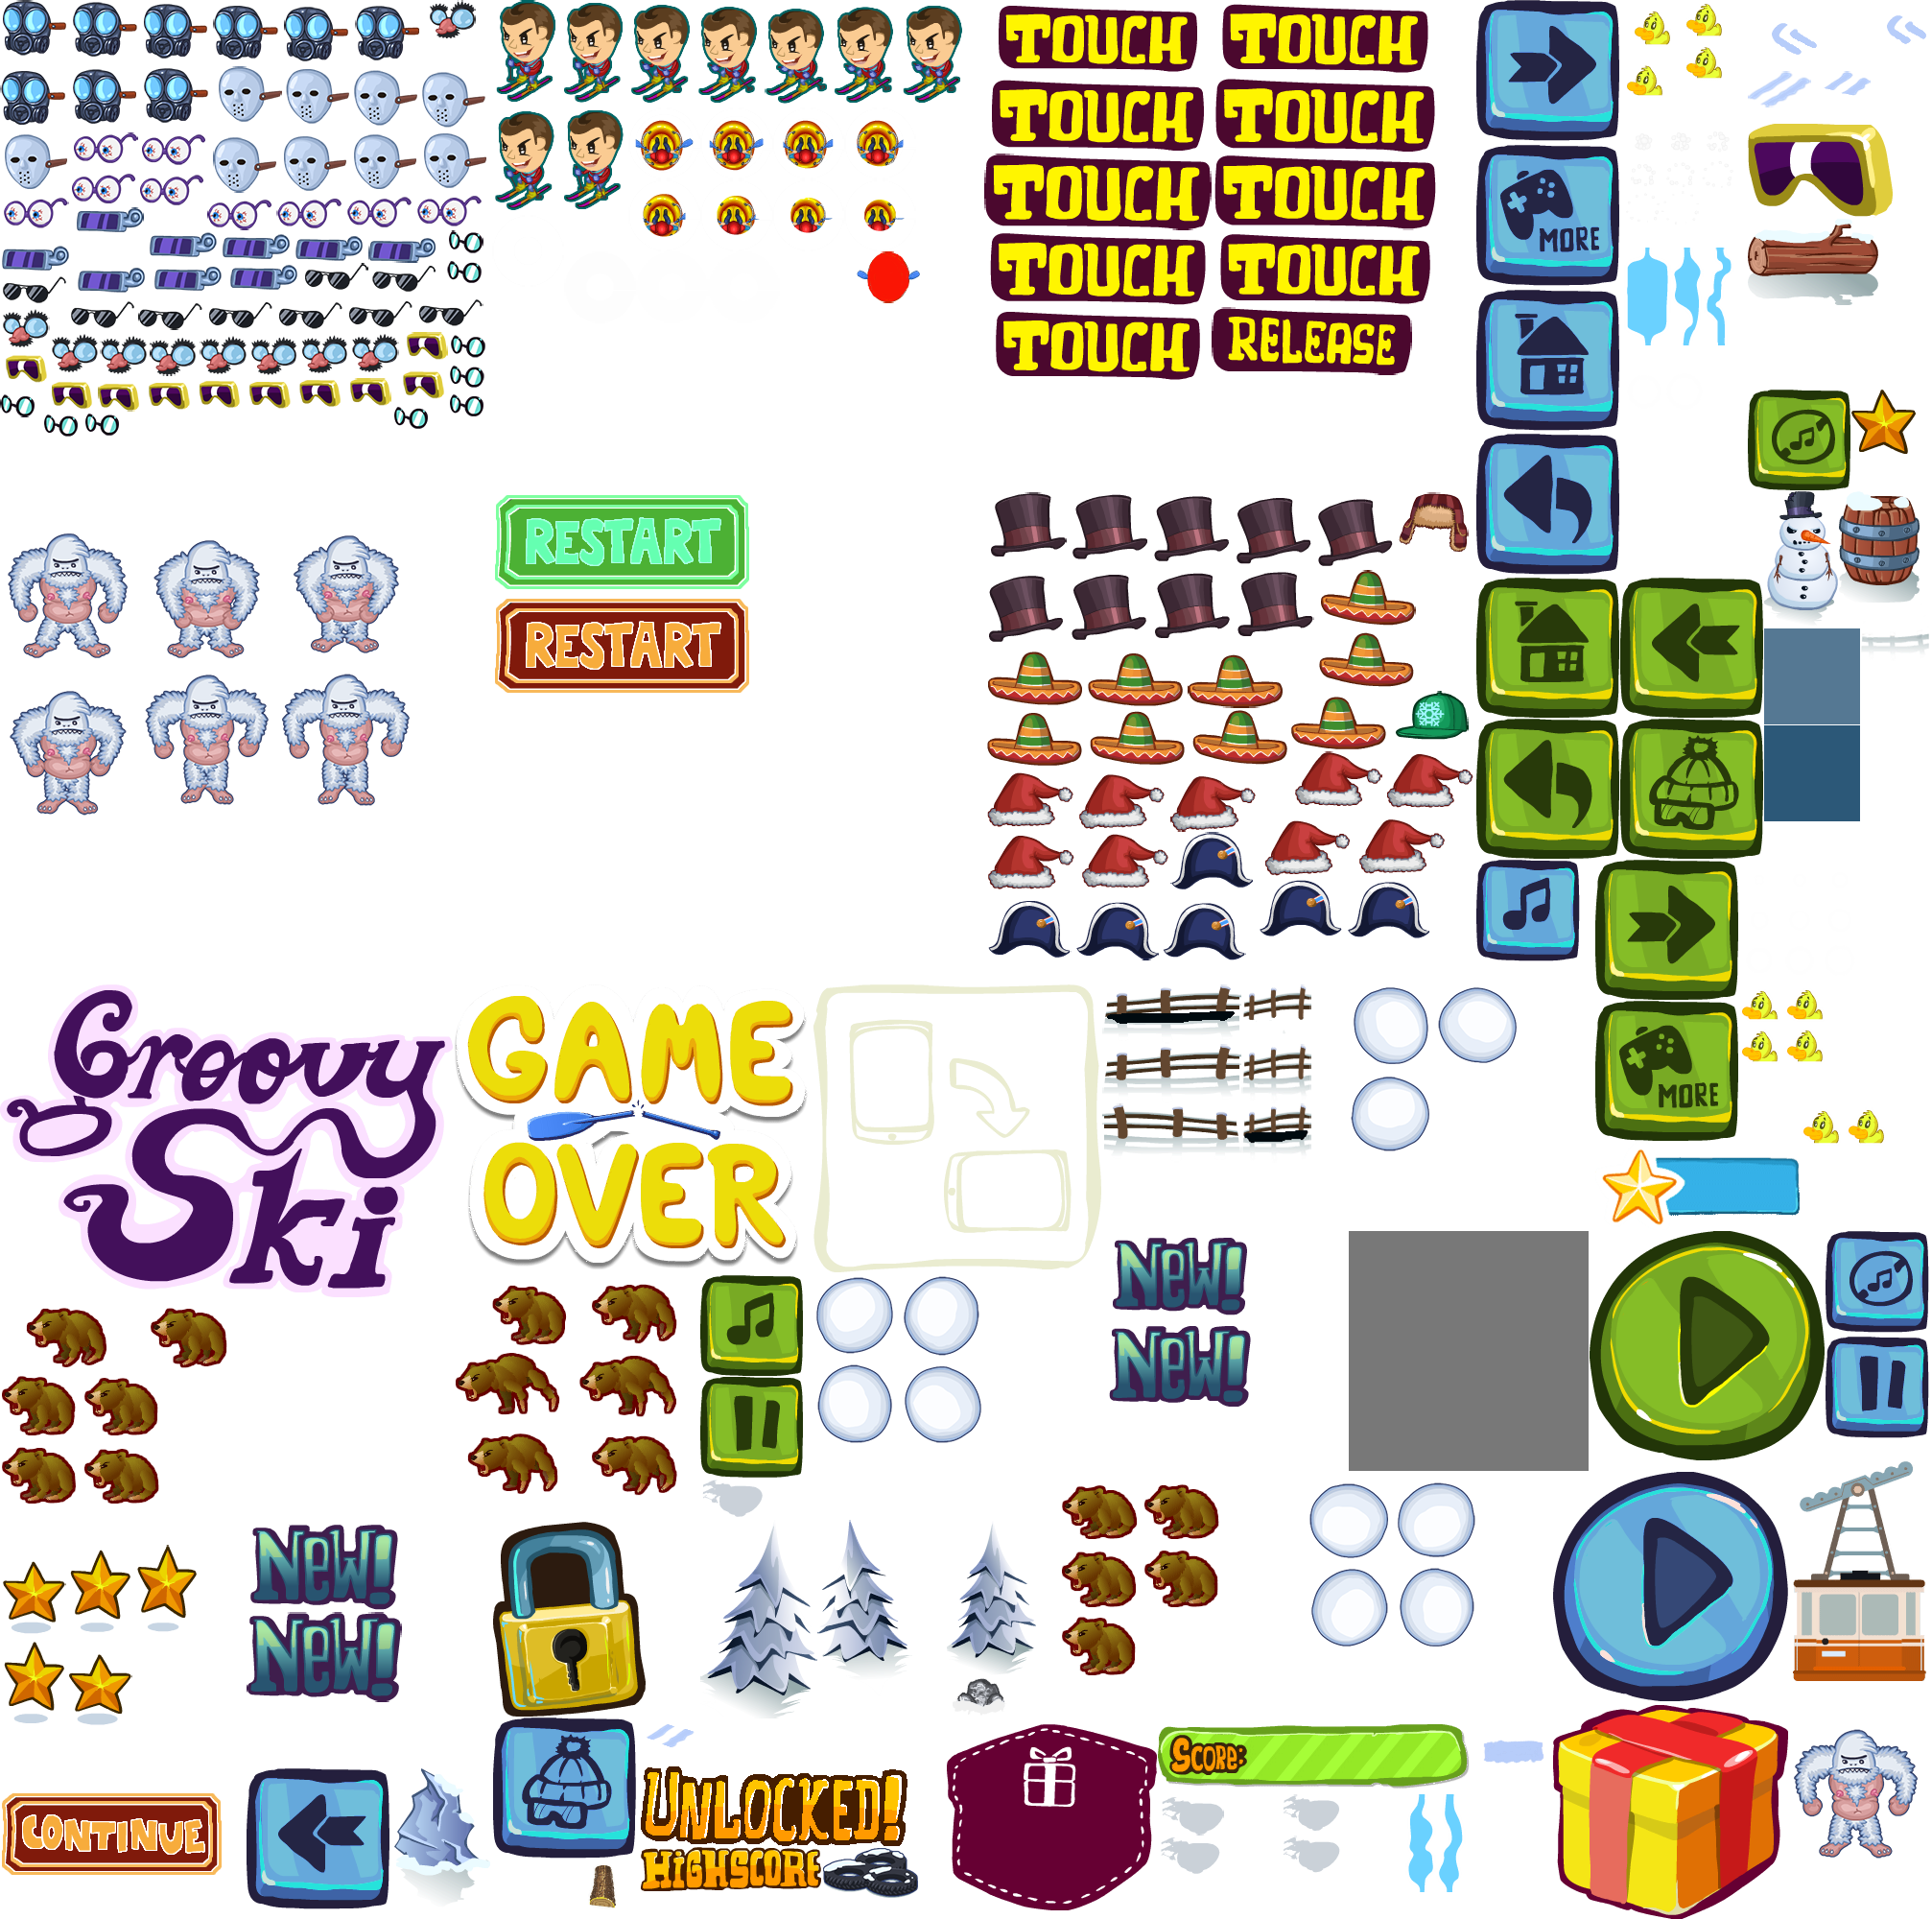 TOUCH TOUCH
TOUCH TOUCH
TOUCH TOUCH
TOUCH TOUCH
TOUCH RELEASE
MORE
RESTART
RESTART
Groovy
Ski
GAME
OVER
MORE
NEW!
NEW!
NEW!
NEW!
SCORE:
UNLOCKED!
HIGHSCORE
CONTINUE